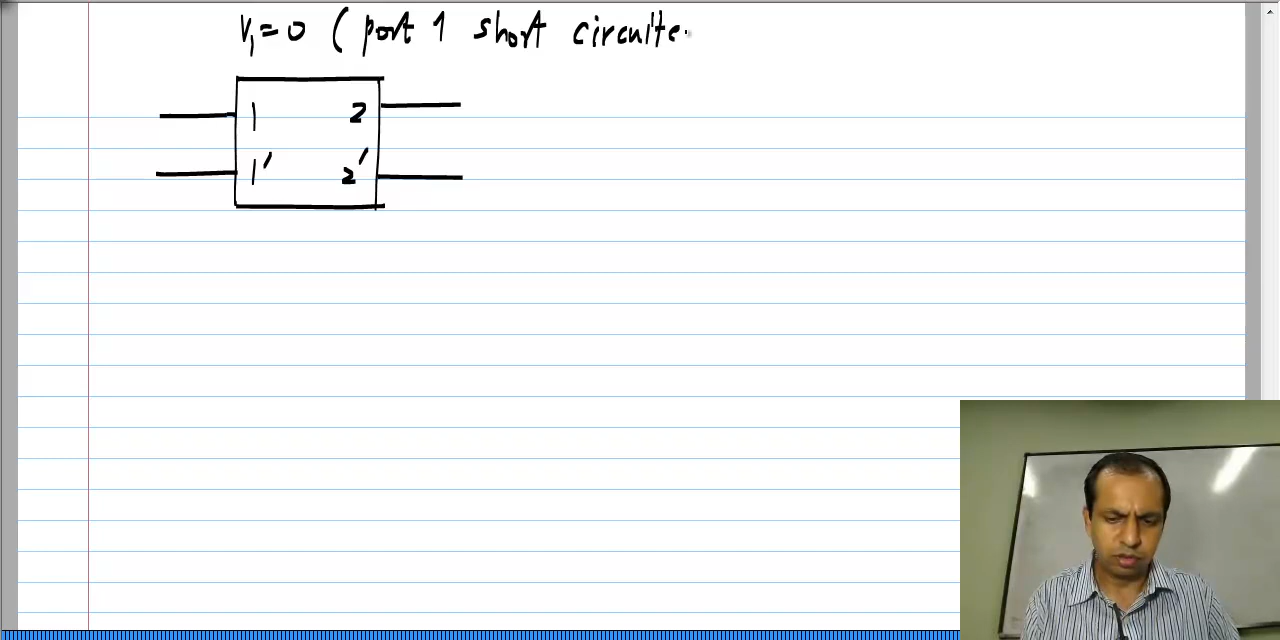 V₁=0 ( port 1 short circuite
1 2
1′ 2′